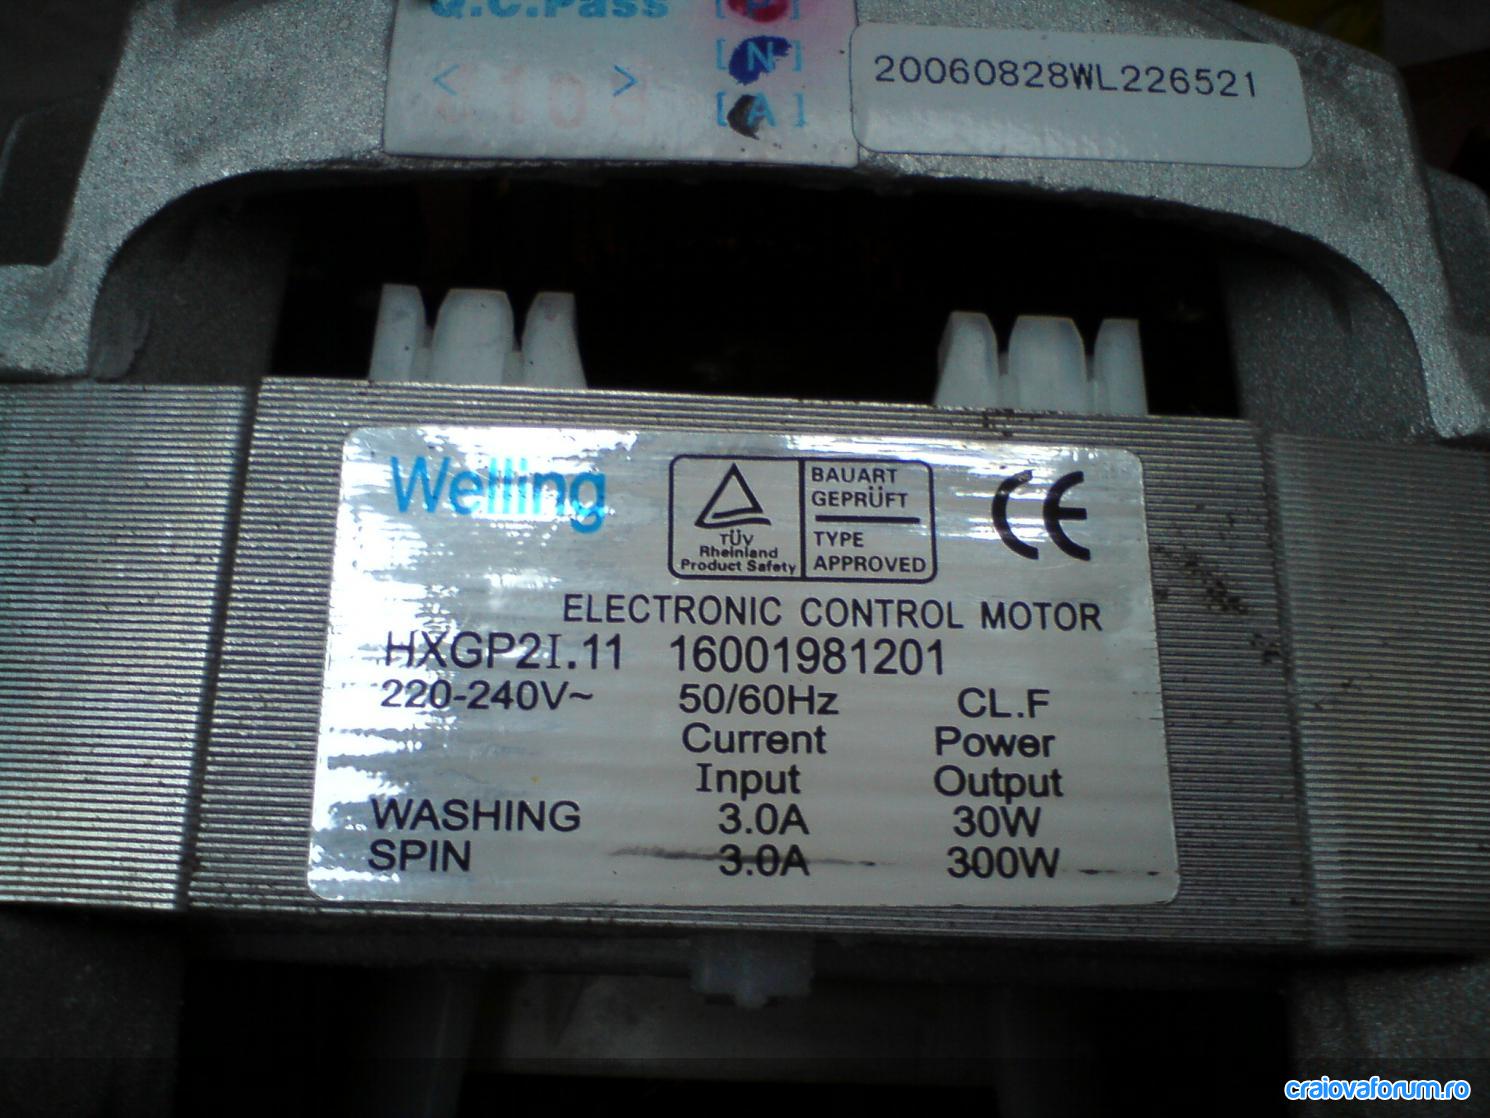 Q.C.Pass [P]
< > [N]
[A]
20060828WL226521
Welling
TÜV
Rheinland
Product Safety
BAUART
GEPRÜFT
TYPE
APPROVED
CE
ELECTRONIC CONTROL MOTOR
HXGP2I.11 16001981201
220-240V~ 50/60Hz CL.F
Current Power
Input Output
WASHING 3.0A 30W
SPIN 3.0A 300W
craiovaforum.ro